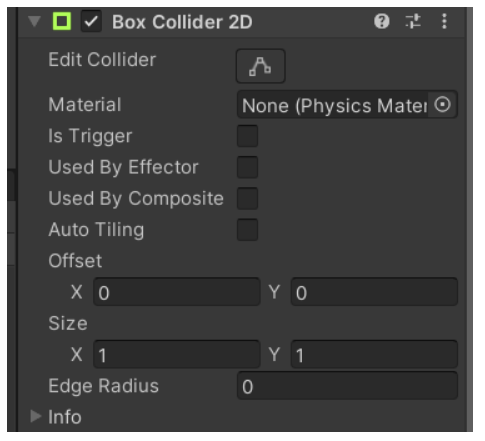 Box Collider 2D
Edit Collider
Material None (Physics Mater
Is Trigger
Used By Effector
Used By Composite
Auto Tiling
Offset
X 0 Y 0
Size
X 1 Y 1
Edge Radius 0
Info